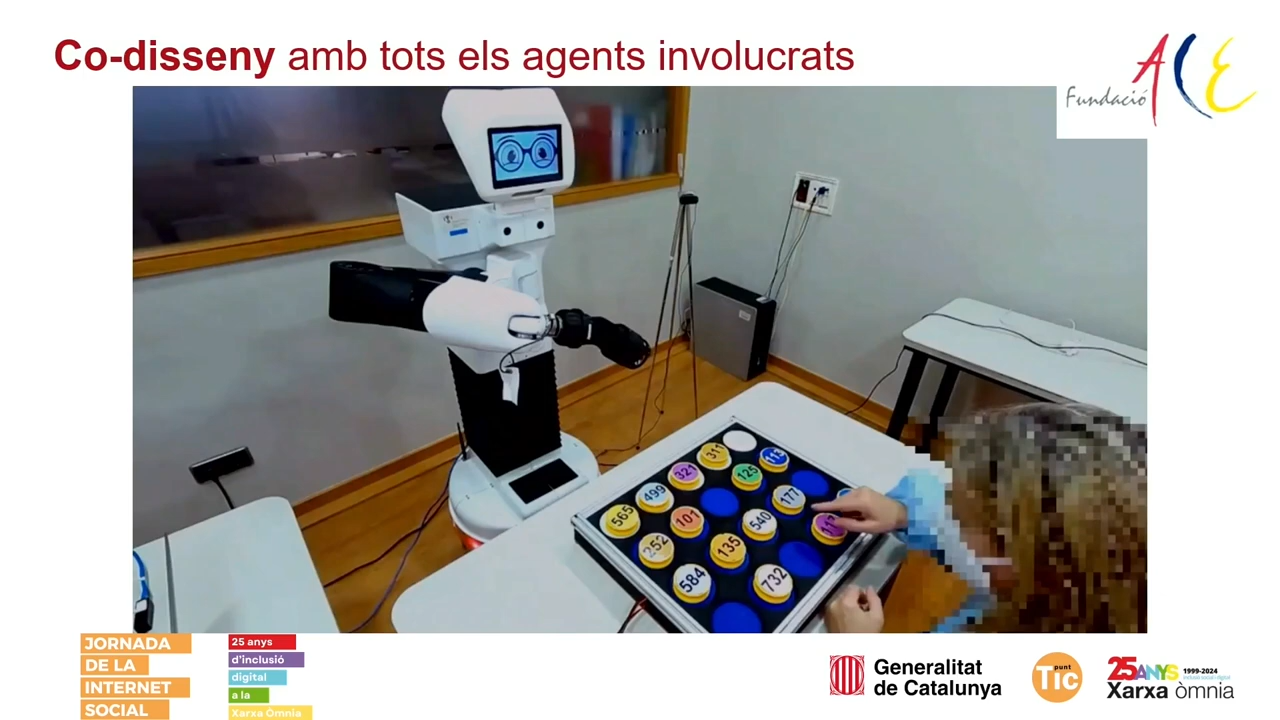 Co-disseny amb tots els agents involucrats
Fundació ACE
311
113
321
125
499
177
565
101
540
117
252
135
584
732
JORNADA
DE LA
INTERNET
SOCIAL
25 anys
d'inclusió
digital
a la
Xarxa Òmnia
Generalitat
de Catalunya
punt
Tic
25ANYS 1999-2024
Xarxa òmnia